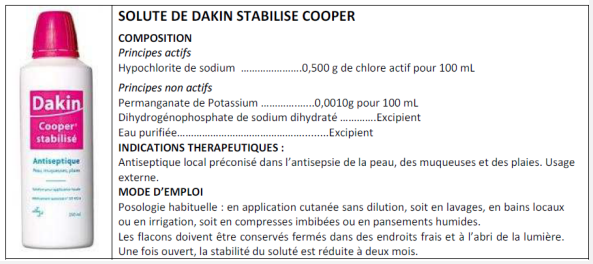 SOLUTE DE DAKIN STABILISE COOPER
COMPOSITION
Principes actifs
Hypochlorite de sodium …………………0,500 g de chlore actif pour 100 mL
Principes non actifs
Permanganate de Potassium ………………0,0010g pour 100 mL
Dihydrogénophosphate de sodium dihydraté ………….Excipient
Eau purifiée……………………………………….......Excipient
INDICATIONS THERAPEUTIQUES :
Antiseptique local préconisé dans l’antisepsie de la peau, des muqueuses et des plaies. Usage
externe.
MODE D’EMPLOI
Posologie habituelle : en application cutanée sans dilution, soit en lavages, en bains locaux
ou en irrigation, soit en compresses imbibées ou en pansements humides.
Les flacons doivent être conservés fermés dans des endroits frais et à l’abri de la lumière.
Une fois ouvert, la stabilité du soluté est réduite à deux mois.
Dakin
Cooper
stabilisé
Antiseptique
Peau, muqueuses, plaies
250 ml